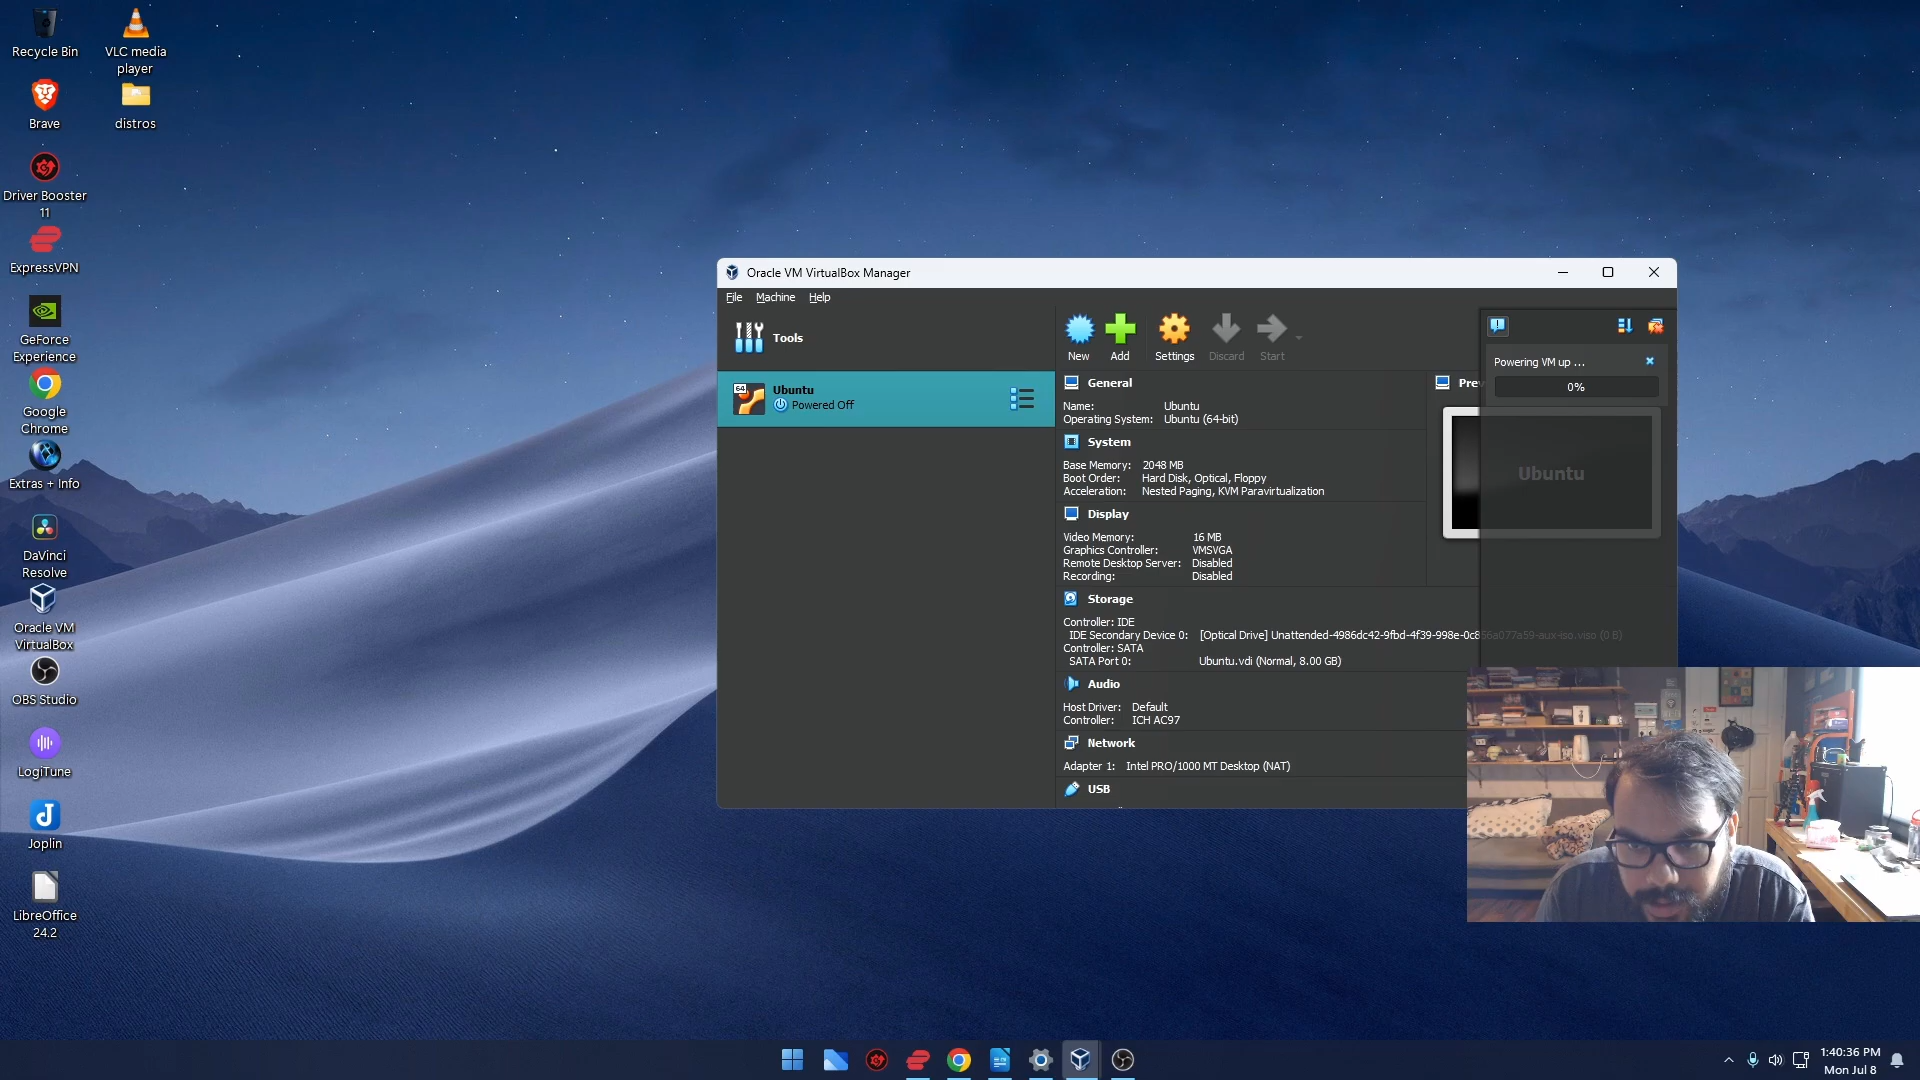 Recycle Bin
VLC media
player
Brave
distros
Driver Booster
11
ExpressVPN
GeForce
Experience
Google
Chrome
Extras + Info
DaVinci
Resolve
Oracle VM
VirtualBox
OBS Studio
LogiTune
Joplin
LibreOffice
24.2
Oracle VM VirtualBox Manager
File Machine Help
Tools
64
Ubuntu
Powered Off
New
Add
Settings
Discard
Start
General
Name: Ubuntu
Operating System: Ubuntu (64-bit)
System
Base Memory: 2048 MB
Boot Order: Hard Disk, Optical, Floppy
Acceleration: Nested Paging, KVM Paravirtualization
Display
Video Memory: 16 MB
Graphics Controller: VMSVGA
Remote Desktop Server: Disabled
Recording: Disabled
Storage
Controller: IDE
IDE Secondary Device 0: [Optical Drive] Unattended-4986dc42-9fbd-4f39-998e-0c856a077a59-aux-iso.viso (0 B)
Controller: SATA
SATA Port 0: Ubuntu.vdi (Normal, 8.00 GB)
Audio
Host Driver: Default
Controller: ICH AC97
Network
Adapter 1: Intel PRO/1000 MT Desktop (NAT)
USB
Prev
Powering VM up ...
0%
Ubuntu
1:40:36 PM
Mon Jul 8